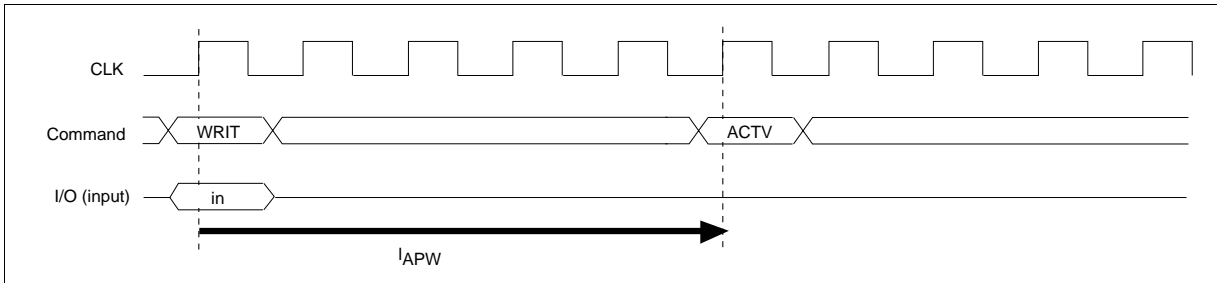 CLK
Command WRIT ACTV
I/O (input) in
lAPW